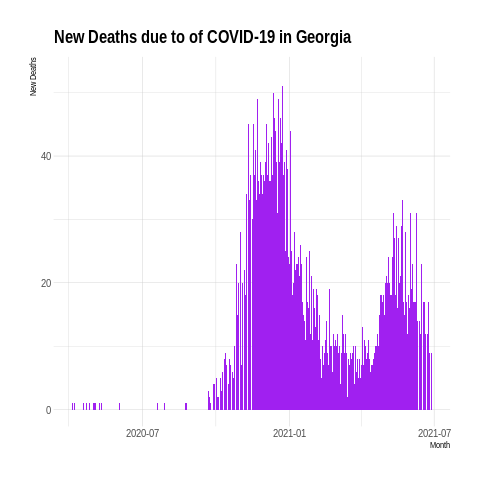 New Deaths due to of COVID-19 in Georgia
New Deaths
40
20
0
2020-07
2021-01
2021-07
Month